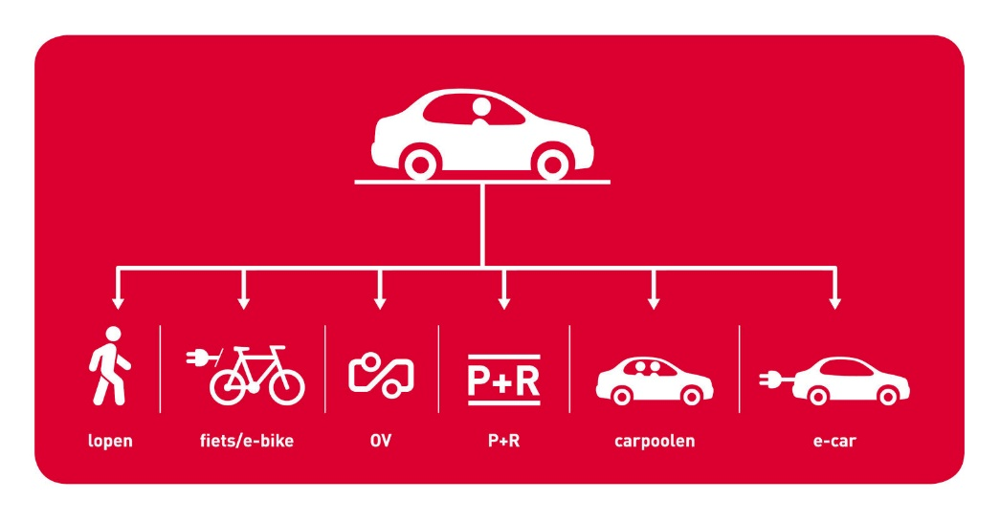 P+R
lopen
fiets/e-bike
OV
P+R
carpoolen
e-car